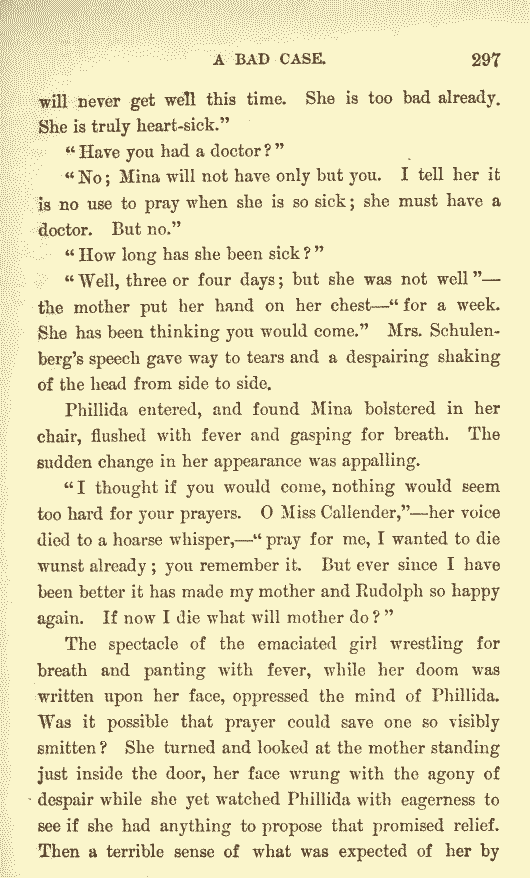 A BAD CASE. 297
will never get well this time. She is too bad already.
She is truly heart-sick.”
“Have you had a doctor?”
“No; Mina will not have only but you. I tell her it
is no use to pray when she is so sick; she must have a
doctor. But no.”
“How long has she been sick?”
“Well, three or four days; but she was not well”—
the mother put her hand on her chest—“for a week.
She has been thinking you would come.” Mrs. Schulen-
berg’s speech gave way to tears and a despairing shaking
of the head from side to side.
Phillida entered, and found Mina bolstered in her
chair, flushed with fever and gasping for breath. The
sudden change in her appearance was appalling.
“I thought if you would come, nothing would seem
too hard for your prayers. O Miss Callender,”—her voice
died to a hoarse whisper,—“pray for me, I wanted to die
wunst already; you remember it. But ever since I have
been better it has made my mother and Rudolph so happy
again. If now I die what will mother do?”
The spectacle of the emaciated girl wrestling for
breath and panting with fever, while her doom was
written upon her face, oppressed the mind of Phillida.
Was it possible that prayer could save one so visibly
smitten? She turned and looked at the mother standing
just inside the door, her face wrung with the agony of
despair while she yet watched Phillida with eagerness to
see if she had anything to propose that promised relief.
Then a terrible sense of what was expected of her by